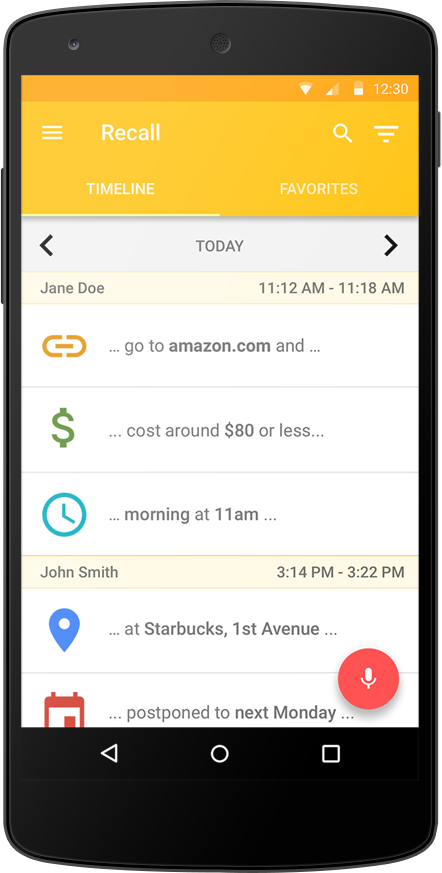 12:30
Recall
TIMELINE FAVORITES
TODAY
Jane Doe 11:12 AM - 11:18 AM
... go to amazon.com and ...
$ ... cost around $80 or less...
... morning at 11am ...
John Smith 3:14 PM - 3:22 PM
... at Starbucks, 1st Avenue ...
... postponed to next Monday ...